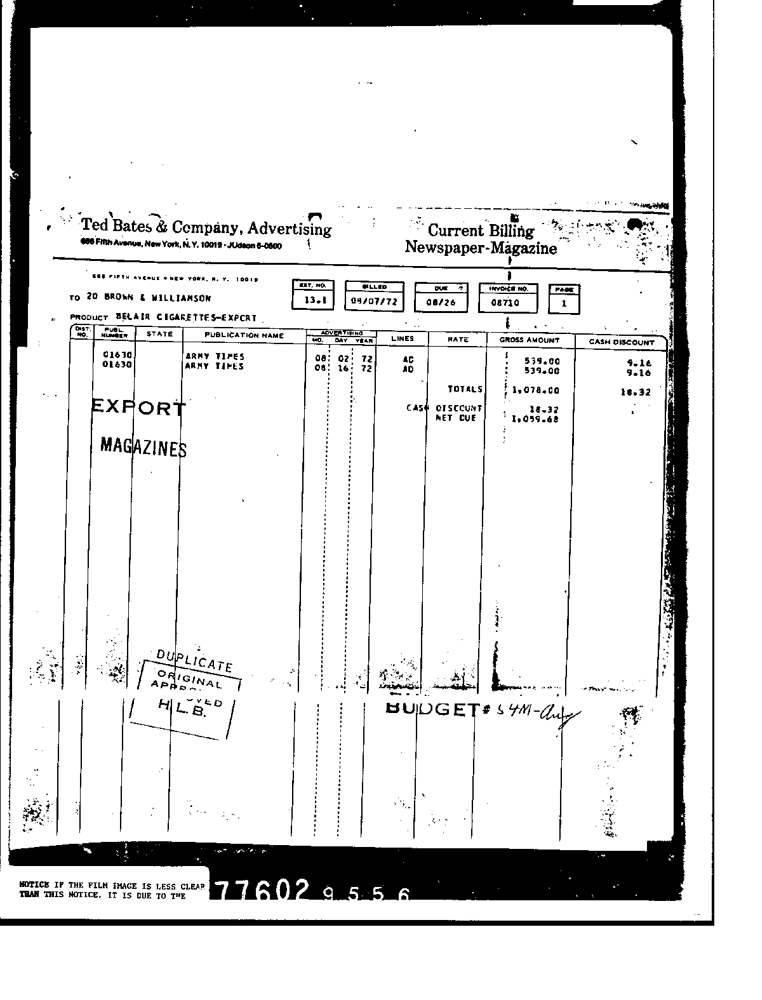 Ted Bates & Company, Advertising
666 Fifth Avenue, New York, N.Y. 10019 · JUdson 6-0600
Current Billing
Newspaper-Magazine
666 FIFTH AVENUE • NEW YORK, N. Y. 10019
TO 20 BROWN & WILLIAMSON
EST. NO. BILLED DUE INVOICE NO. PAGE
13-1 09/07/72 08/26 08710 1
PRODUCT BELAIR CIGARETTES-EXPORT
DIST. NO. PUBL. NUMBER STATE PUBLICATION NAME ADVERTISING MO. DAY YEAR LINES RATE GROSS AMOUNT CASH DISCOUNT
01630 ARMY TIMES 08 02 72 AD 539.00 9.16
01630 ARMY TIMES 08 16 72 AD 539.00 9.16
TOTALS 1,078.00 18.32
CASH DISCOUNT 18.32
NET DUE 1,059.68
EXPORT
MAGAZINES
DUPLICATE
ORIGINAL
APPROVED
H.L.B.
BUDGET# 54M-Aug
NOTICE IF THE FILM IMAGE IS LESS CLEAR
THAN THIS NOTICE, IT IS DUE TO THE
77602 9556